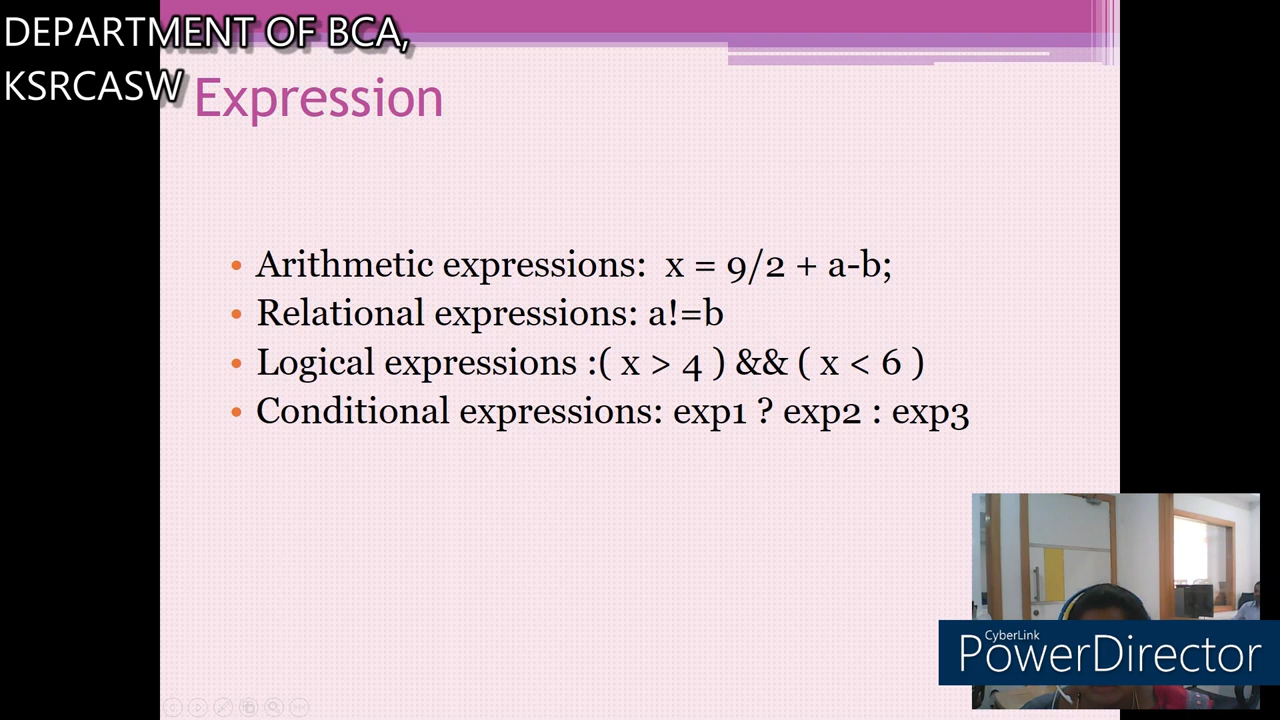 DEPARTMENT OF BCA,
KSRCASW
Expression
• Arithmetic expressions: x = 9/2 + a-b;
• Relational expressions: a!=b
• Logical expressions :( x > 4 ) && ( x < 6 )
• Conditional expressions: exp1 ? exp2 : exp3
CyberLink
PowerDirector